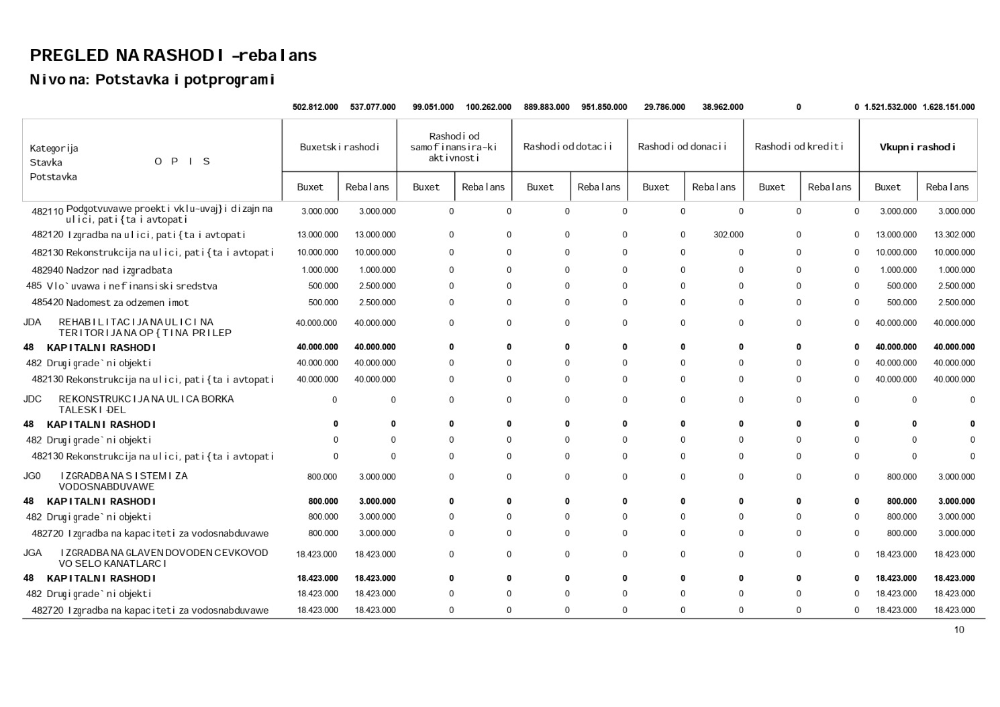 PREGLED NA RASHODI -rebalans
Nivo na: Potstavka i potprogrami
502.812.000 537.077.000 99.051.000 100.262.000 889.883.000 951.850.000 29.786.000 38.962.000 0 0 1.521.532.000 1.628.151.000
Kategorija
Stavka
Potstavka
O P I S
Buxetski rashodi
Rashodi od
samofinansira~ki
aktivnosti
Rashodi od dotacii
Rashodi od donacii
Rashodi od krediti
Vkupni rashodi
Buxet Rebalans Buxet Rebalans Buxet Rebalans Buxet Rebalans Buxet Rebalans Buxet Rebalans
482110 Podgotvuvawe proekti vklu~uvaj}i dizajn na 3.000.000 3.000.000 0 0 0 0 0 0 0 0 3.000.000 3.000.000
ulici, pati{ta i avtopati
482120 Izgradba na ulici, pati{ta i avtopati 13.000.000 13.000.000 0 0 0 0 0 302.000 0 0 13.000.000 13.302.000
482130 Rekonstrukcija na ulici, pati{ta i avtopati 10.000.000 10.000.000 0 0 0 0 0 0 0 0 10.000.000 10.000.000
482940 Nadzor nad izgradbata 1.000.000 1.000.000 0 0 0 0 0 0 0 0 1.000.000 1.000.000
485 Vlo`uvawa i nefinansiski sredstva 500.000 2.500.000 0 0 0 0 0 0 0 0 500.000 2.500.000
485420 Nadomest za odzemen imot 500.000 2.500.000 0 0 0 0 0 0 0 0 500.000 2.500.000
JDA REHABILITACIJA NA ULICI NA 40.000.000 40.000.000 0 0 0 0 0 0 0 0 40.000.000 40.000.000
TERITORIJA NA OP{TINA PRILEP
48 KAPITALNI RASHODI 40.000.000 40.000.000 0 0 0 0 0 0 0 0 40.000.000 40.000.000
482 Drugi grade`ni objekti 40.000.000 40.000.000 0 0 0 0 0 0 0 0 40.000.000 40.000.000
482130 Rekonstrukcija na ulici, pati{ta i avtopati 40.000.000 40.000.000 0 0 0 0 0 0 0 0 40.000.000 40.000.000
JDC REKONSTRUKCIJA NA ULICA BORKA 0 0 0 0 0 0 0 0 0 0 0 0
TALESKI -DEL
48 KAPITALNI RASHODI 0 0 0 0 0 0 0 0 0 0 0 0
482 Drugi grade`ni objekti 0 0 0 0 0 0 0 0 0 0 0 0
482130 Rekonstrukcija na ulici, pati{ta i avtopati 0 0 0 0 0 0 0 0 0 0 0 0
JG0 IZGRADBA NA SISTEMI ZA 800.000 3.000.000 0 0 0 0 0 0 0 0 800.000 3.000.000
VODOSNABDUVAWE
48 KAPITALNI RASHODI 800.000 3.000.000 0 0 0 0 0 0 0 0 800.000 3.000.000
482 Drugi grade`ni objekti 800.000 3.000.000 0 0 0 0 0 0 0 0 800.000 3.000.000
482720 Izgradba na kapaciteti za vodosnabduvawe 800.000 3.000.000 0 0 0 0 0 0 0 0 800.000 3.000.000
JGA IZGRADBA NA GLAVEN DOVODEN CEVKOVOD 18.423.000 18.423.000 0 0 0 0 0 0 0 0 18.423.000 18.423.000
VO SELO KANATLARCI
48 KAPITALNI RASHODI 18.423.000 18.423.000 0 0 0 0 0 0 0 0 18.423.000 18.423.000
482 Drugi grade`ni objekti 18.423.000 18.423.000 0 0 0 0 0 0 0 0 18.423.000 18.423.000
482720 Izgradba na kapaciteti za vodosnabduvawe 18.423.000 18.423.000 0 0 0 0 0 0 0 0 18.423.000 18.423.000
10